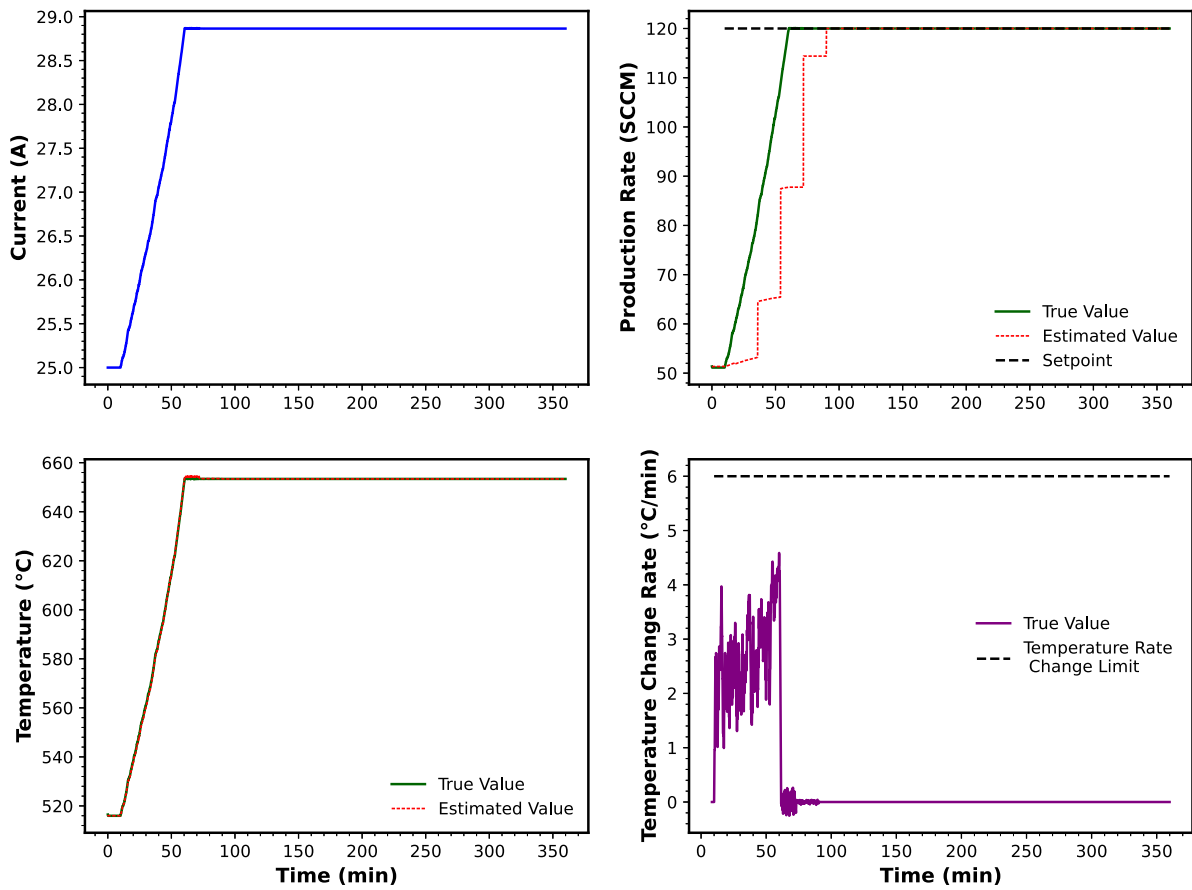 29.0
28.5
28.0
27.5
27.0
26.5
26.0
25.5
25.0
Current (A)
0 50 100 150 200 250 300 350
120
110
100
90
80
70
60
50
Production Rate (SCCM)
True Value
Estimated Value
Setpoint
0 50 100 150 200 250 300 350
660
640
620
600
580
560
540
520
Temperature (°C)
True Value
Estimated Value
0 50 100 150 200 250 300 350
Time (min)
6
5
4
3
2
1
0
Temperature Change Rate (°C/min)
True Value
Temperature Rate
Change Limit
0 50 100 150 200 250 300 350
Time (min)